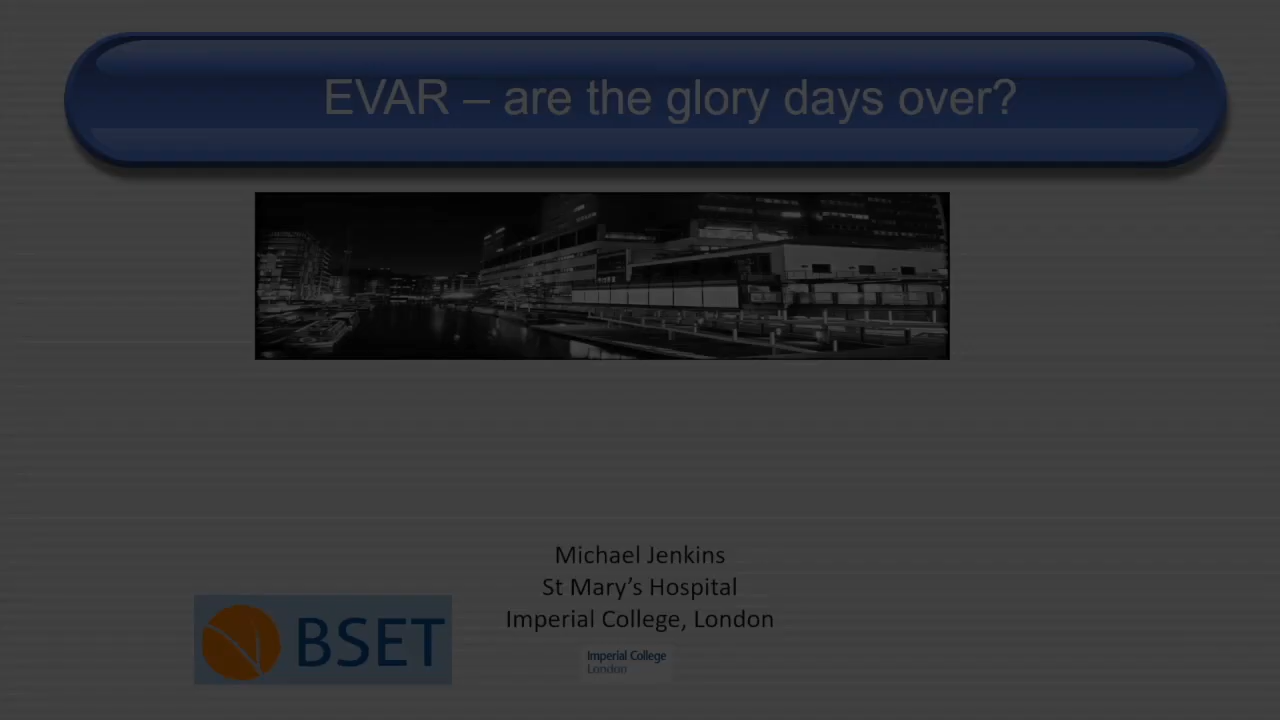 EVAR – are the glory days over?
Michael Jenkins
St Mary’s Hospital
Imperial College, London
BSET
Imperial College
London